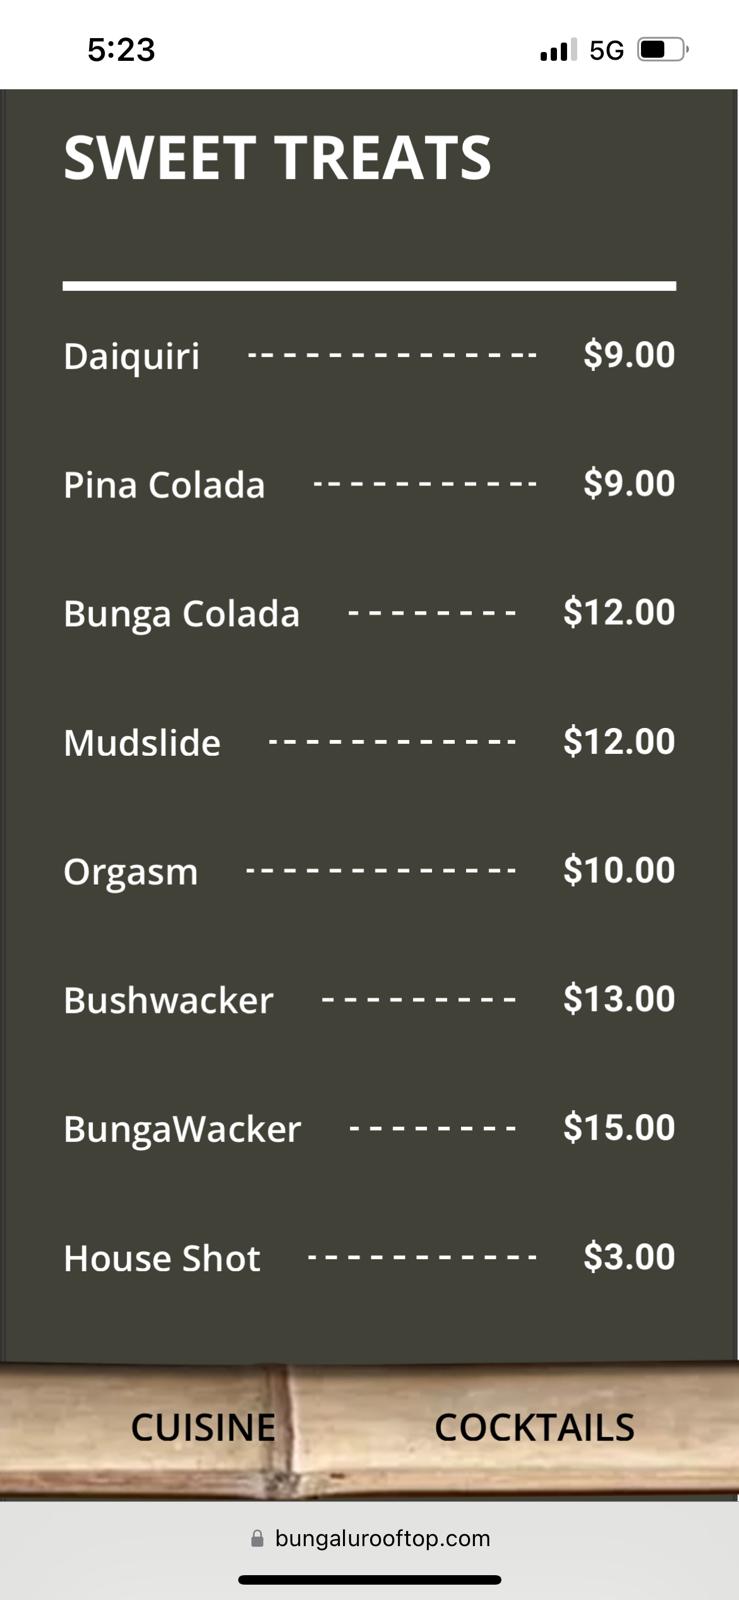 5:23 5G
SWEET TREATS
Daiquiri -------------- $9.00
Pina Colada ----------- $9.00
Bunga Colada -------- $12.00
Mudslide ------------ $12.00
Orgasm ------------- $10.00
Bushwacker --------- $13.00
BungaWacker -------- $15.00
House Shot ----------- $3.00
CUISINE COCKTAILS
bungalurooftop.com